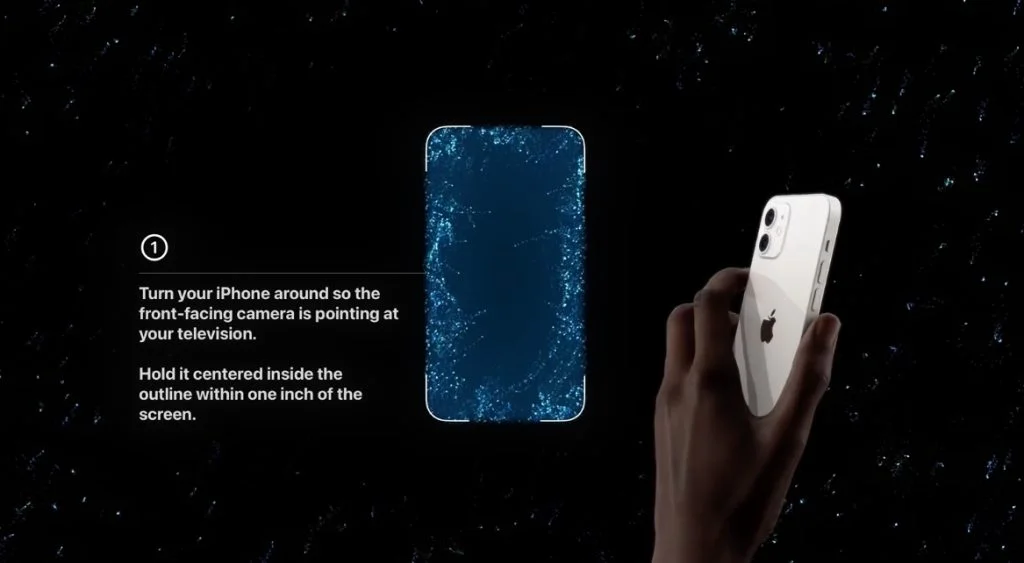 1
Turn your iPhone around so the
front-facing camera is pointing at
your television.
Hold it centered inside the
outline within one inch of the
screen.